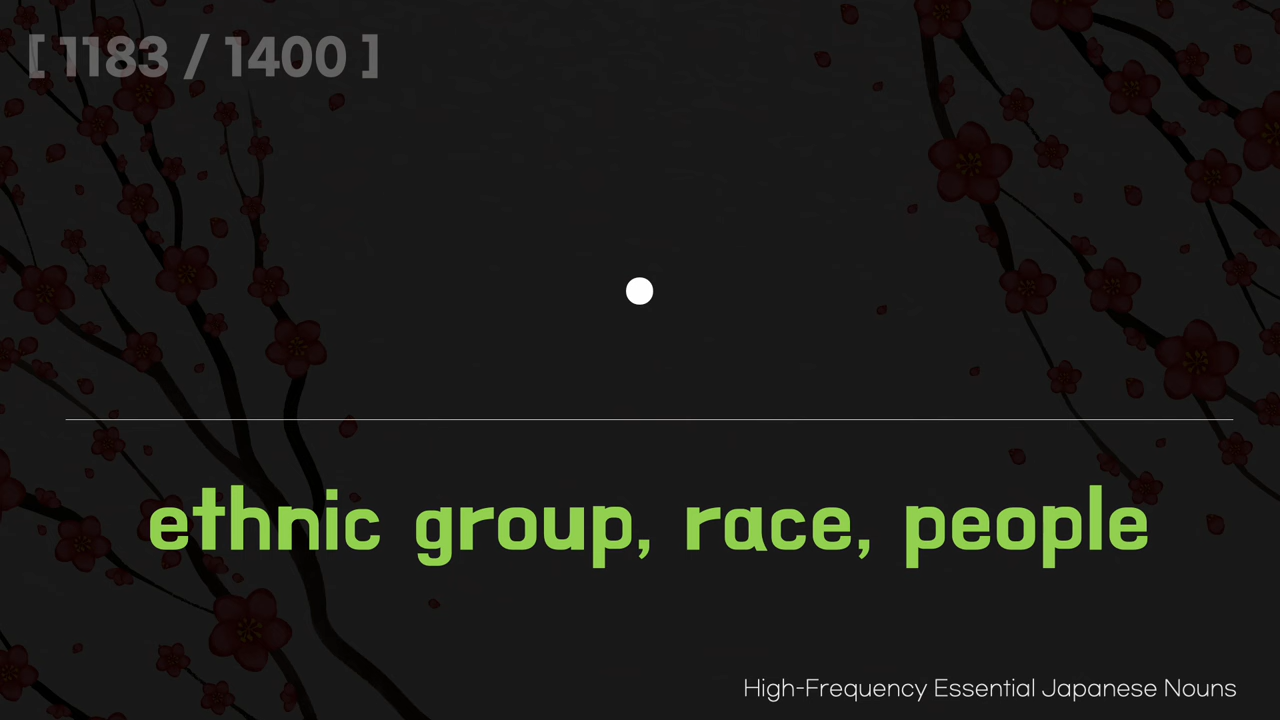 [ 1183 / 1400 ]
ethnic group, race, people
High-Frequency Essential Japanese Nouns